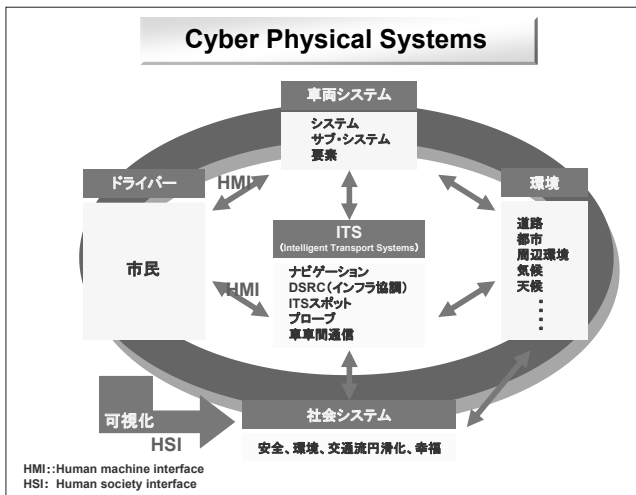 Cyber Physical Systems
車両システム
システム
サブ・システム
要素
ドライバー
HMI
環境
市民
ITS
(Intelligent Transport Systems)
道路
都市
周辺環境
気候
天候
・
・
・
・
HMI
ナビゲーション
DSRC(インフラ協調)
ITSスポット
プローブ
車車間通信
可視化
HSI
社会システム
安全、環境、交通流円滑化、幸福
HMI::Human machine interface
HSI: Human society interface